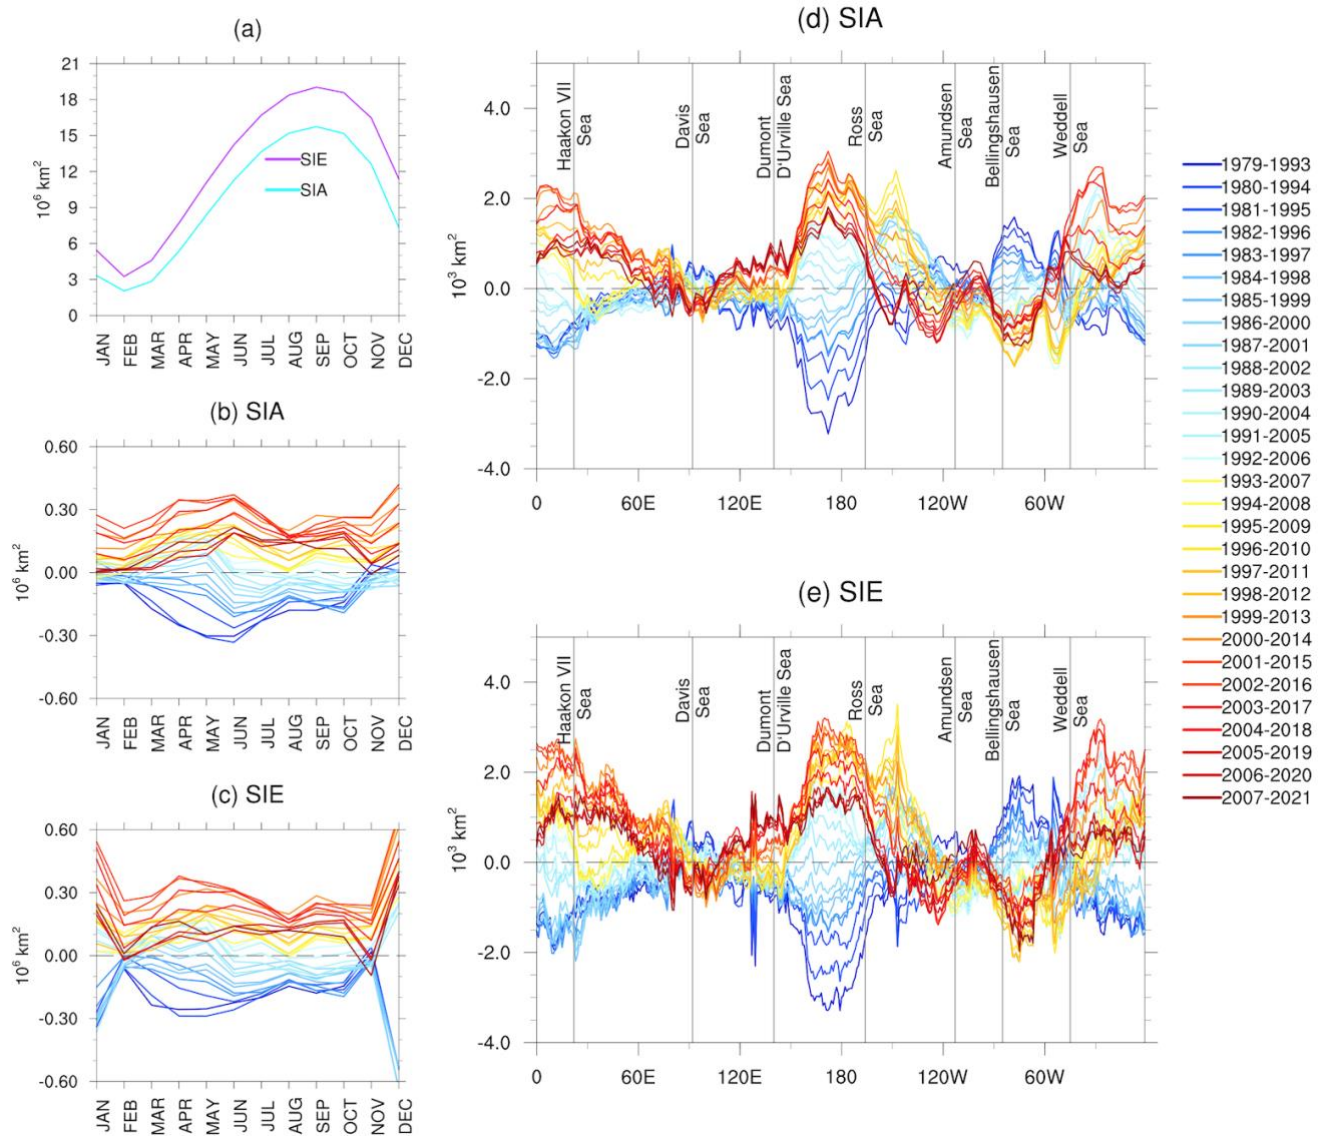 (a)
21
18
15
12
9
6
3
0
10⁶ km²
SIE
SIA
JAN
FEB
MAR
APR
MAY
JUN
JUL
AUG
SEP
OCT
NOV
DEC
(b) SIA
0.60
0.30
0.00
-0.30
-0.60
10⁶ km²
JAN
FEB
MAR
APR
MAY
JUN
JUL
AUG
SEP
OCT
NOV
DEC
(c) SIE
0.60
0.30
0.00
-0.30
-0.60
10⁶ km²
JAN
FEB
MAR
APR
MAY
JUN
JUL
AUG
SEP
OCT
NOV
DEC
(d) SIA
4.0
2.0
0.0
-2.0
-4.0
10³ km²
Haakon VII
Sea
Davis
Sea
Dumont
D'Urville Sea
Ross
Sea
Amundsen
Sea
Bellingshausen
Sea
Weddell
Sea
0
60E
120E
180
120W
60W
(e) SIE
4.0
2.0
0.0
-2.0
-4.0
10³ km²
Haakon VII
Sea
Davis
Sea
Dumont
D'Urville Sea
Ross
Sea
Amundsen
Sea
Bellingshausen
Sea
Weddell
Sea
0
60E
120E
180
120W
60W
1979-1993
1980-1994
1981-1995
1982-1996
1983-1997
1984-1998
1985-1999
1986-2000
1987-2001
1988-2002
1989-2003
1990-2004
1991-2005
1992-2006
1993-2007
1994-2008
1995-2009
1996-2010
1997-2011
1998-2012
1999-2013
2000-2014
2001-2015
2002-2016
2003-2017
2004-2018
2005-2019
2006-2020
2007-2021